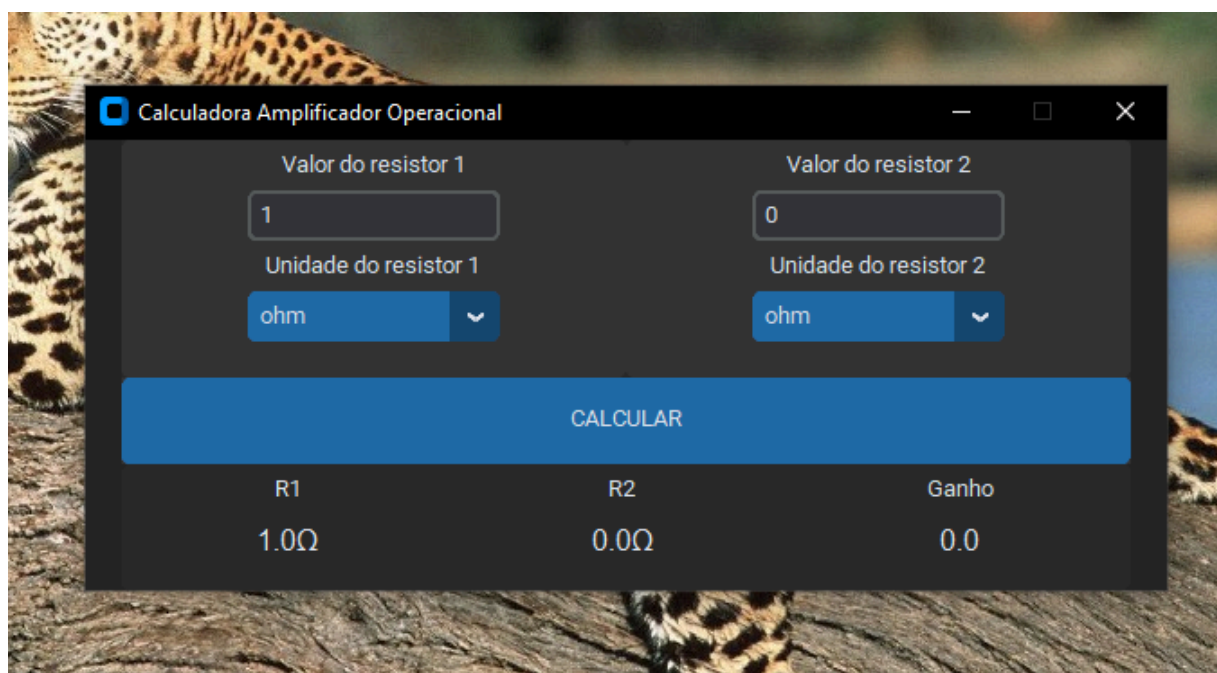 Calculadora Amplificador Operacional
Valor do resistor 1
Valor do resistor 2
1
0
Unidade do resistor 1
Unidade do resistor 2
ohm
ohm
CALCULAR
R1
R2
Ganho
1.0Ω
0.0Ω
0.0